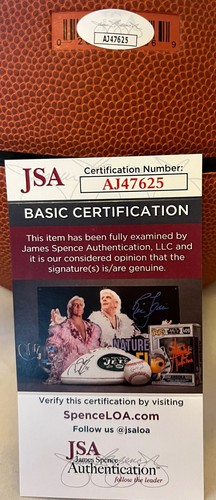 AJ47625
JSA
Certification Number:
AJ47625
BASIC CERTIFICATION
This item has been fully examined by
James Spence Authentication, LLC and
it is our considered opinion that the
signature(s) is/are genuine.
NATURE
Verify this certification by visiting
SpenceLOA.com
Follow us @jsaloa
JSA
James Spence
Authentication
follow the leader